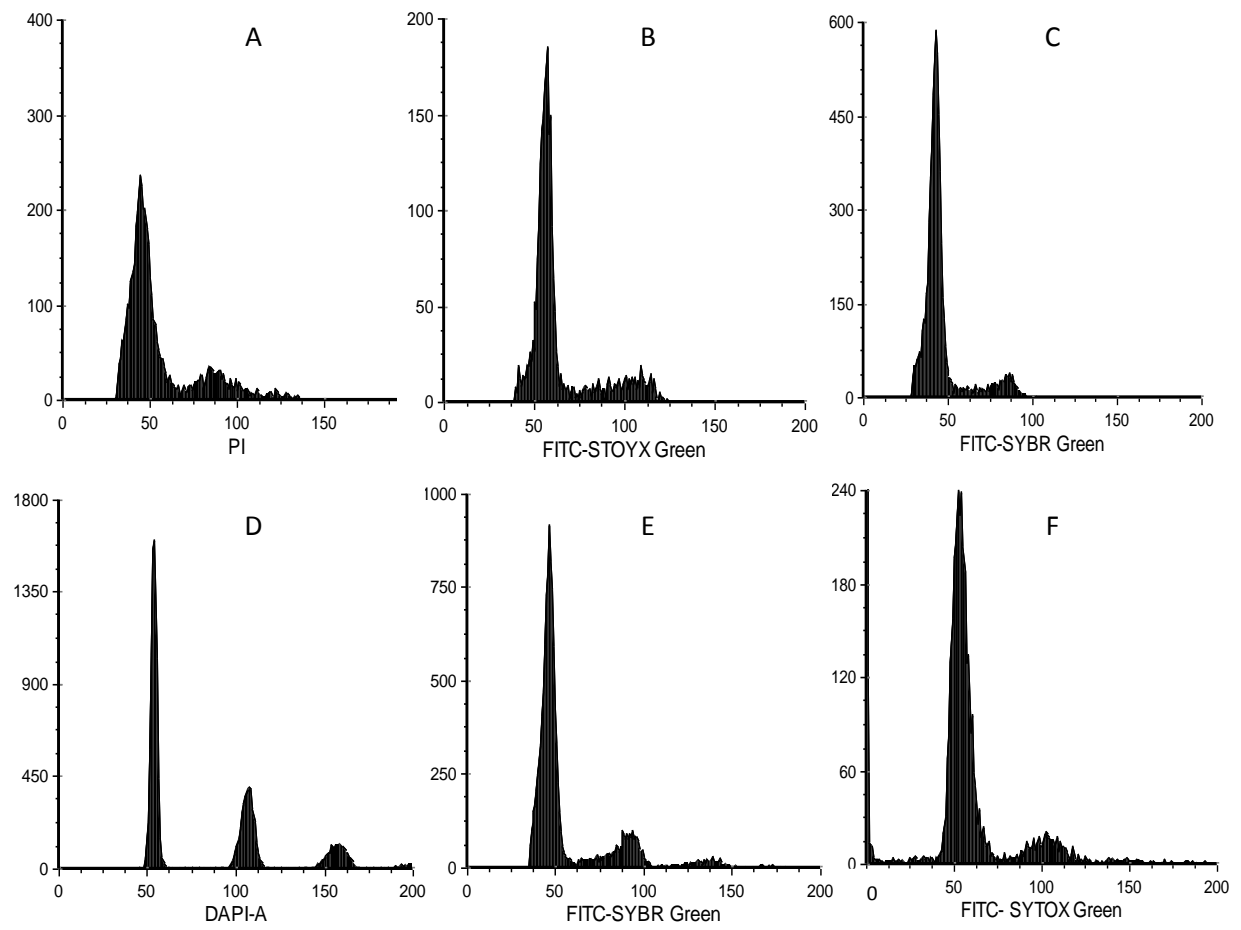 400
300
200
100
0
0 50 100 150
PI
A
200
150
100
50
0
0 50 100 150 200
FITC-STOYX Green
B
600
450
300
150
0
0 50 100 150 200
FITC-SYBR Green
C
1800
1350
900
450
0
0 50 100 150 200
DAPI-A
D
1000
750
500
250
0
0 50 100 150 200
FITC-SYBR Green
E
240
180
120
60
0
0 50 100 150 200
FITC- SYTOX Green
F